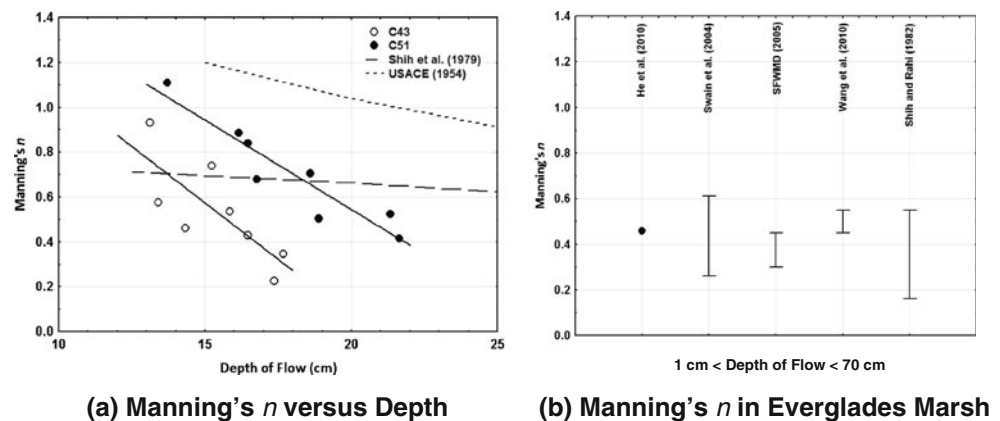 1.4
1.2
1.0
0.8
0.6
0.4
0.2
0.0
Manning's n
10
15
20
25
Depth of Flow (cm)
C43
C51
Shih et al. (1979)
USACE (1954)
(a) Manning's n versus Depth
1.4
1.2
1.0
0.8
0.6
0.4
0.2
0.0
Manning's n
He et al. (2010)
Swain et al. (2004)
SFWMD (2005)
Wang et al. (2010)
Shih and Rahi (1982)
1 cm < Depth of Flow < 70 cm
(b) Manning's n in Everglades Marsh